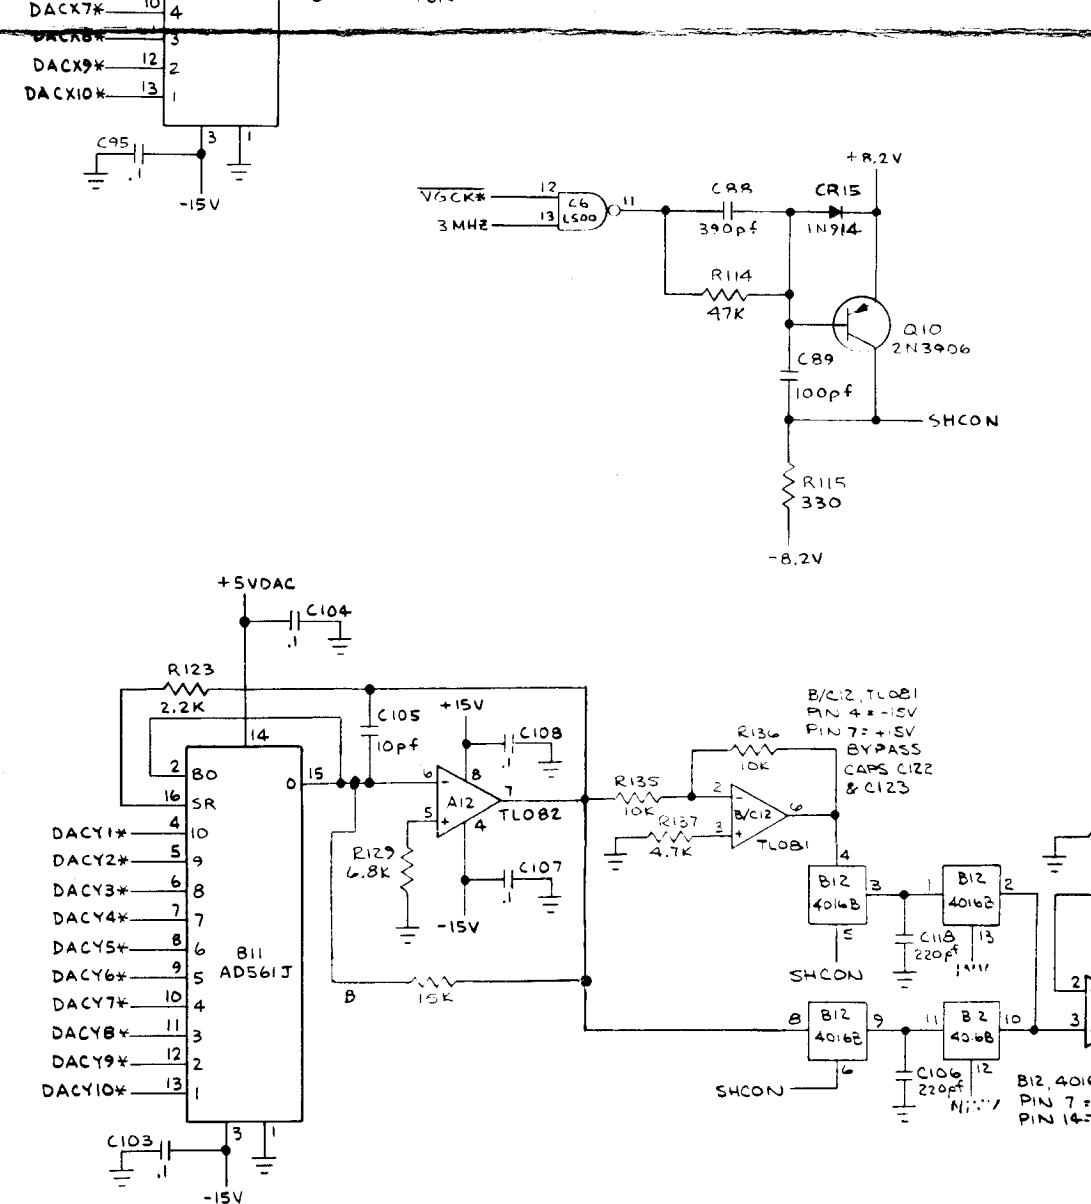 DACX7* 10 4
DACX8* 3
DACX9* 12 2
DACX10* 13 1
C95
.1
3 1
-15V
+8.2V
VGCK* 12
3MHZ 13
C6
LS00
11
C88
390pf
CR15
1N914
R114
47K
Q10
2N3906
C89
100pf
SHCON
R115
330
-8.2V
+5VDAC
C104
.1
R123
2.2K
14
C105
10pf
+15V
C108
.1
2 BO
16 SR
O 15
DACY1* 4 10
DACY2* 5 9
DACY3* 6 8
DACY4* 7 7
DACY5* 8 6
DACY6* 9 5
DACY7* 10 4
DACY8* 11 3
DACY9* 12 2
DACY10* 13 1
B11
AD561J
3 1
C103
.1
-15V
6 - 8
A12
7
TL082
5 + 4
R129
6.8K
C107
.1
-15V
B
15K
R135
10K
R136
10K
R137
4.7K
2 -
3 +
B/C12
6
TL081
B/C12, TL081
PIN 4 = -15V
PIN 7 = +15V
BYPASS
CAPS C122
& C123
4
B12
4016B
3
5
SHCON
C118
220pf
1
B12
4016B
2
13
8
B12
4016B
9
6
SHCON
C106
220pf
11
4016B
10
12
2
3
B12, 401
PIN 7 =
PIN 14=